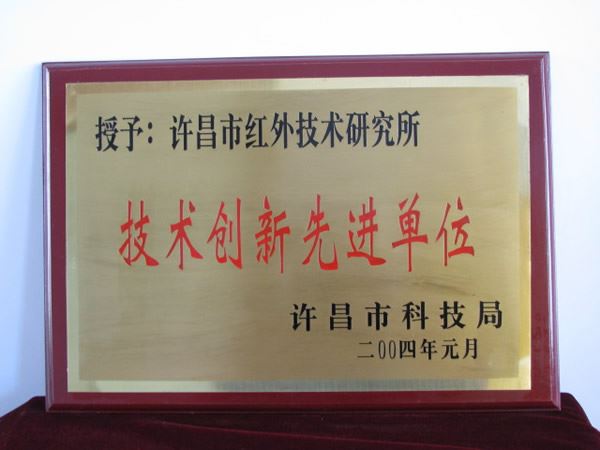 授予：许昌市红外技术研究所
技术创新先进单位
许昌市科技局
二00四年元月